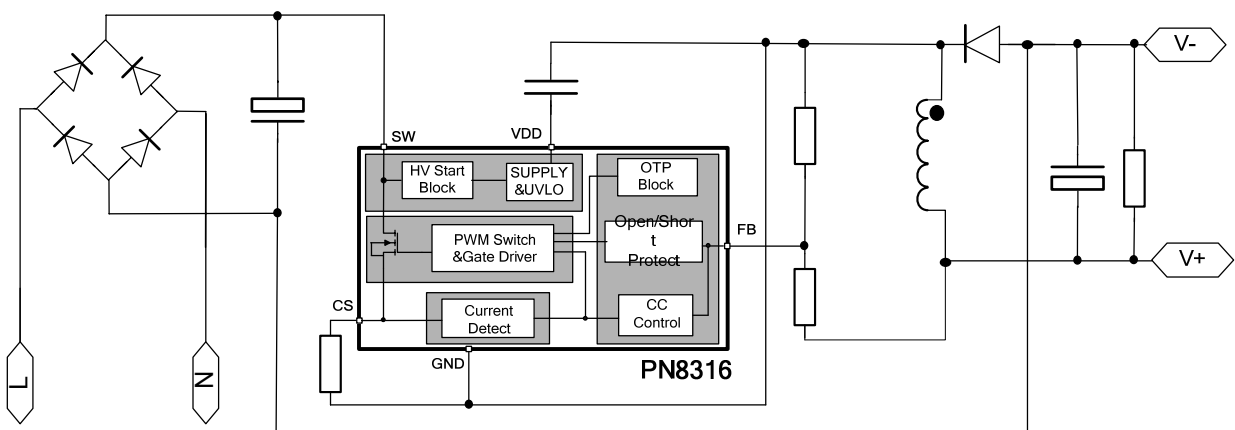 V-
SW
VDD
HV Start
Block
SUPPLY
&UVLO
OTP
Block
PWM Switch
&Gate Driver
Open/Shor
t
Protect
FB
V+
CS
Current
Detect
CC
Control
GND
PN8316
L
N